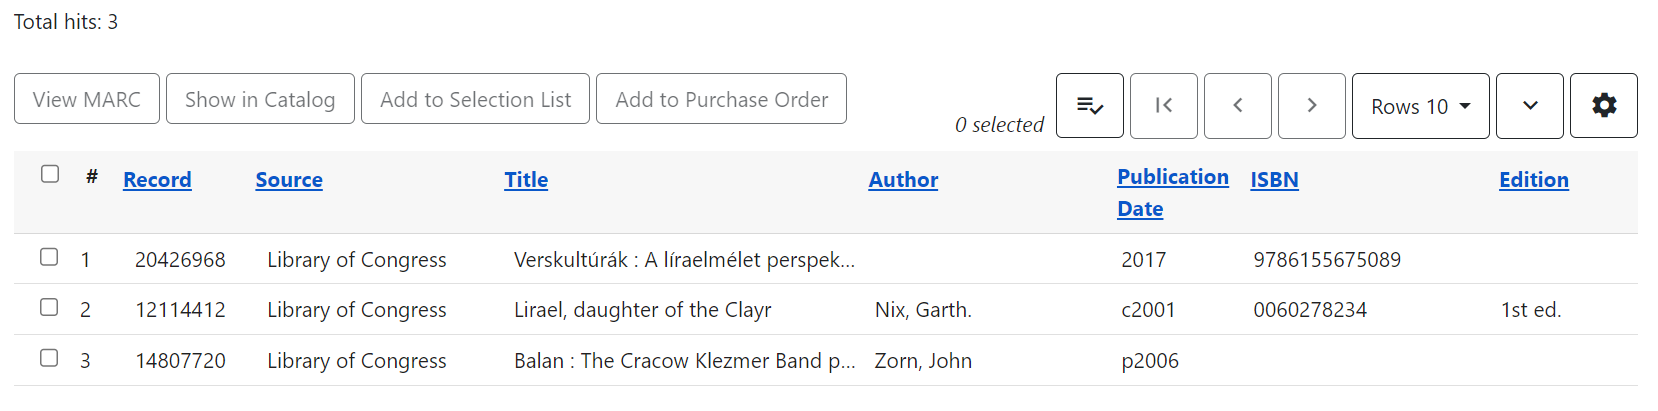 Total hits: 3
View MARC Show in Catalog Add to Selection List Add to Purchase Order 0 selected Rows 10
# Record Source Title Author Publication Date ISBN Edition
1 20426968 Library of Congress Verskultúrák : A líraelmélet perspek... 2017 9786155675089
2 12114412 Library of Congress Lirael, daughter of the Clayr Nix, Garth. c2001 0060278234 1st ed.
3 14807720 Library of Congress Balan : The Cracow Klezmer Band p... Zorn, John p2006